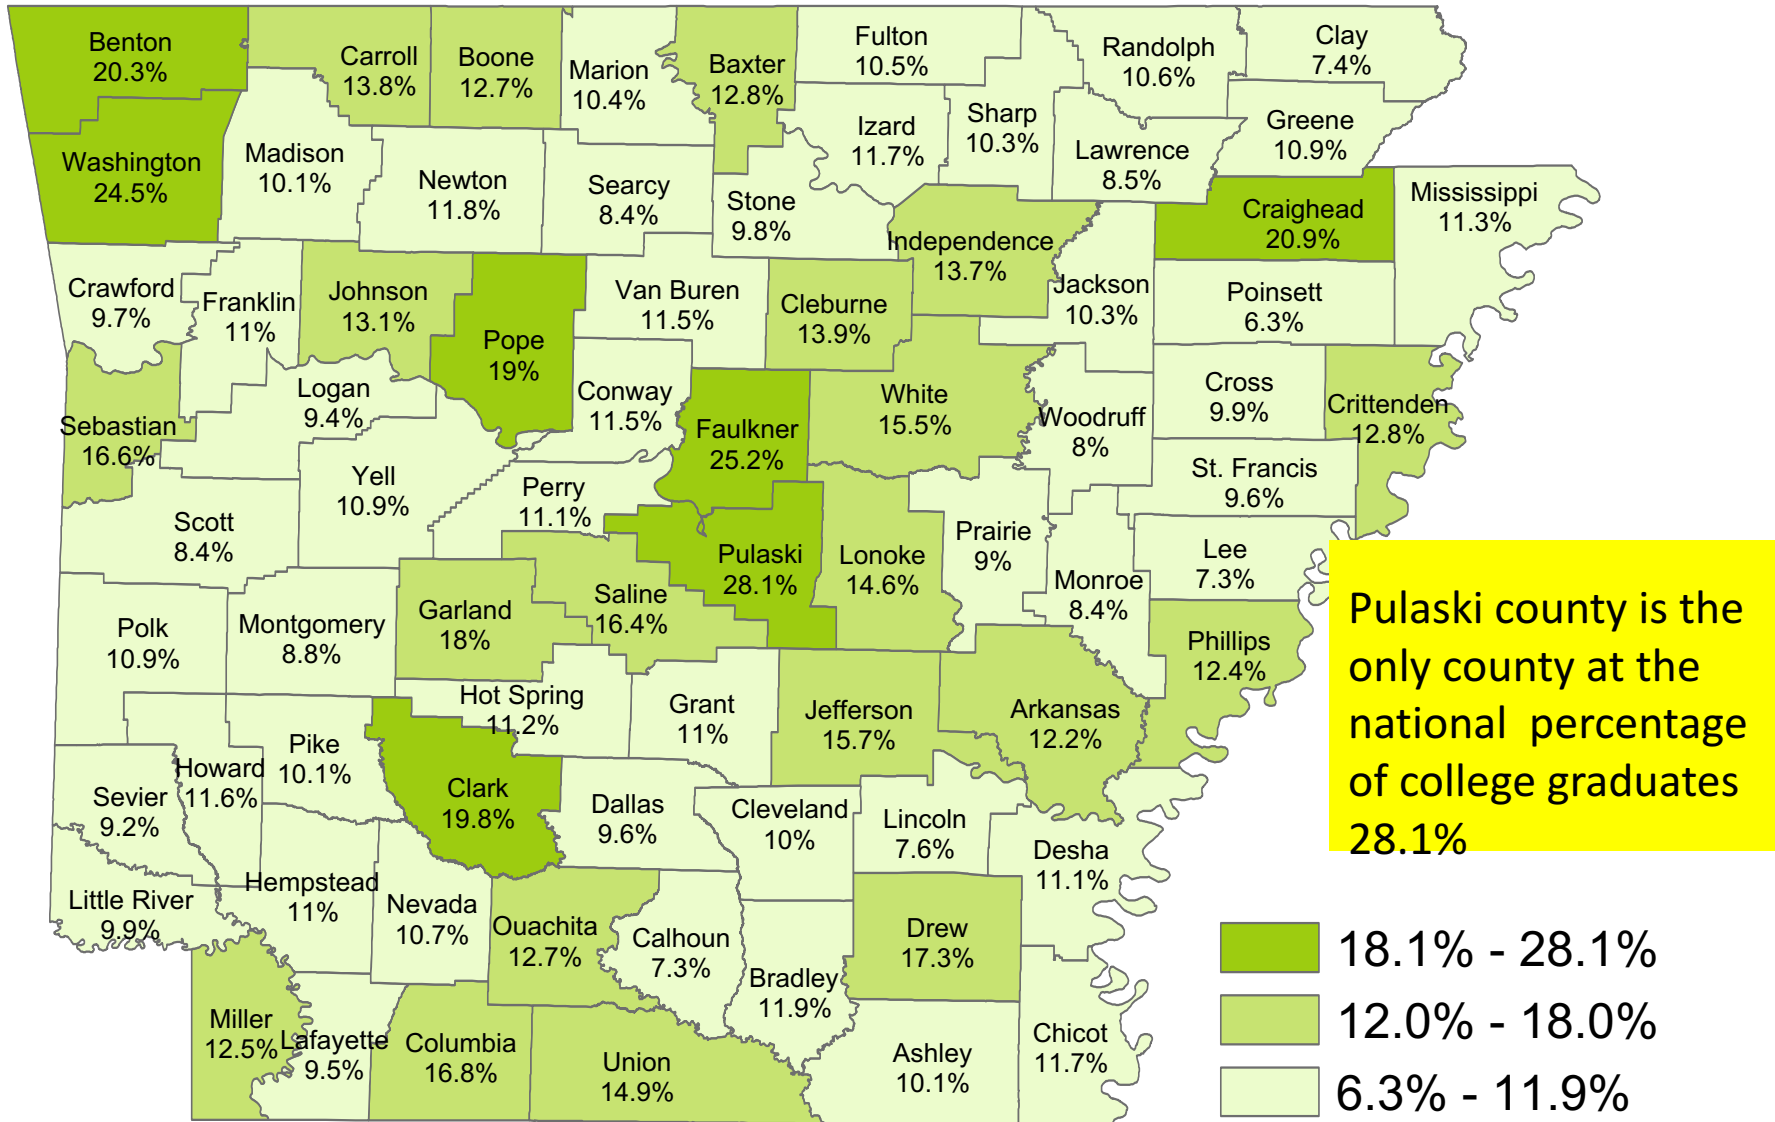 Benton
20.3%
Carroll
13.8%
Boone
12.7%
Marion
10.4%
Baxter
12.8%
Fulton
10.5%
Randolph
10.6%
Clay
7.4%
Washington
24.5%
Madison
10.1%
Newton
11.8%
Searcy
8.4%
Stone
9.8%
Izard
11.7%
Sharp
10.3%
Lawrence
8.5%
Greene
10.9%
Craighead
20.9%
Mississippi
11.3%
Independence
13.7%
Crawford
9.7%
Franklin
11%
Johnson
13.1%
Pope
19%
Van Buren
11.5%
Cleburne
13.9%
Jackson
10.3%
Poinsett
6.3%
Sebastian
16.6%
Logan
9.4%
Conway
11.5%
Faulkner
25.2%
White
15.5%
Woodruff
8%
Cross
9.9%
Crittenden
12.8%
Yell
10.9%
Perry
11.1%
St. Francis
9.6%
Scott
8.4%
Pulaski
28.1%
Lonoke
14.6%
Prairie
9%
Monroe
8.4%
Lee
7.3%
Polk
10.9%
Montgomery
8.8%
Garland
18%
Saline
16.4%
Phillips
12.4%
Hot Spring
11.2%
Grant
11%
Jefferson
15.7%
Arkansas
12.2%
Sevier
9.2%
Howard
11.6%
Pike
10.1%
Clark
19.8%
Dallas
9.6%
Cleveland
10%
Lincoln
7.6%
Desha
11.1%
Little River
9.9%
Hempstead
11%
Nevada
10.7%
Ouachita
12.7%
Calhoun
7.3%
Bradley
11.9%
Drew
17.3%
Miller
12.5%
Lafayette
9.5%
Columbia
16.8%
Union
14.9%
Ashley
10.1%
Chicot
11.7%
Pulaski county is the
only county at the
national percentage
of college graduates
28.1%
18.1% - 28.1%
12.0% - 18.0%
6.3% - 11.9%